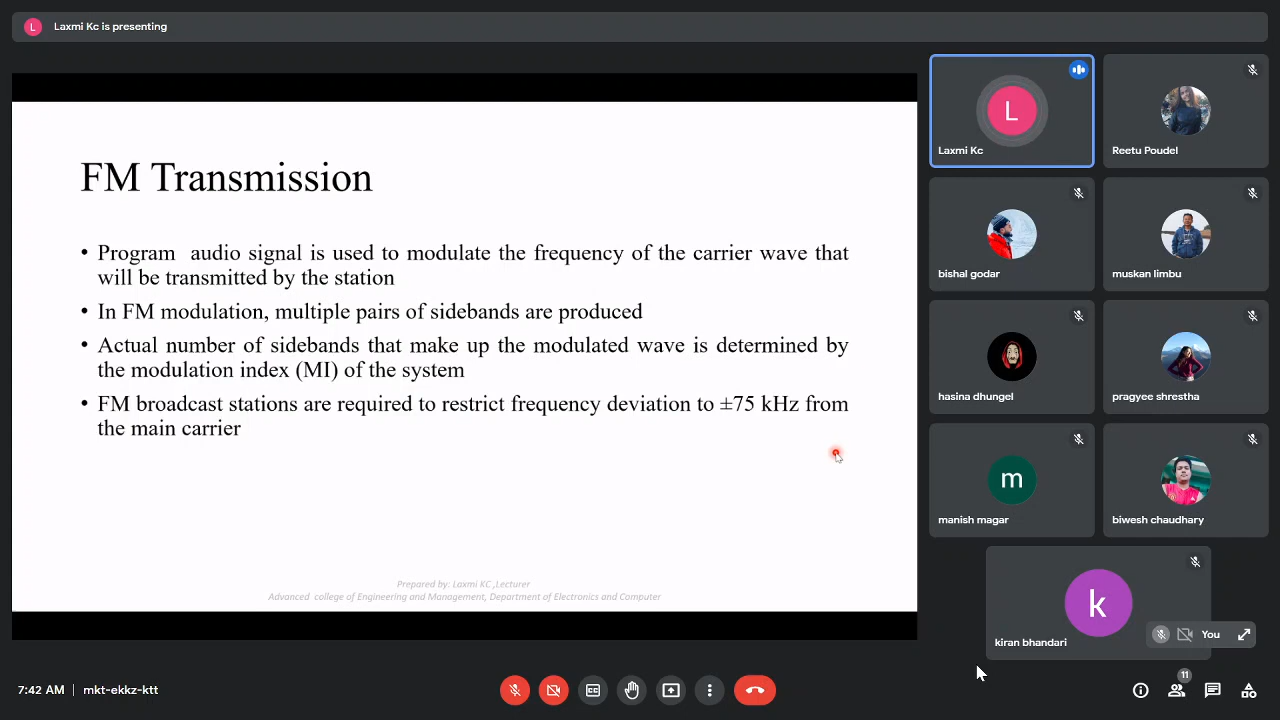 L Laxmi Kc is presenting
FM Transmission
• Program audio signal is used to modulate the frequency of the carrier wave that
will be transmitted by the station
• In FM modulation, multiple pairs of sidebands are produced
• Actual number of sidebands that make up the modulated wave is determined by
the modulation index (MI) of the system
• FM broadcast stations are required to restrict frequency deviation to ±75 kHz from
the main carrier
Prepared by: Laxmi KC ,Lecturer
Advanced college of Engineering and Management, Department of Electronics and Computer
L
Laxmi Kc
Reetu Poudel
bishal godar
muskan limbu
hasina dhungel
pragyee shrestha
m
manish magar
biwesh chaudhary
k
kiran bhandari
You
7:42 AM | mkt-ekkz-ktt
CC
11